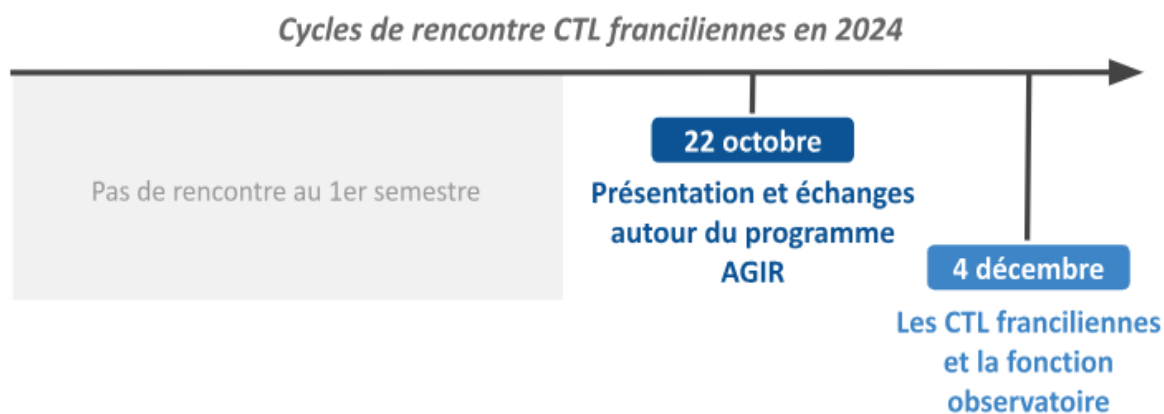 Cycles de rencontre CTL franciliennes en 2024
Pas de rencontre au 1er semestre
22 octobre
Présentation et échanges
autour du programme
AGIR
4 décembre
Les CTL franciliennes
et la fonction
observatoire